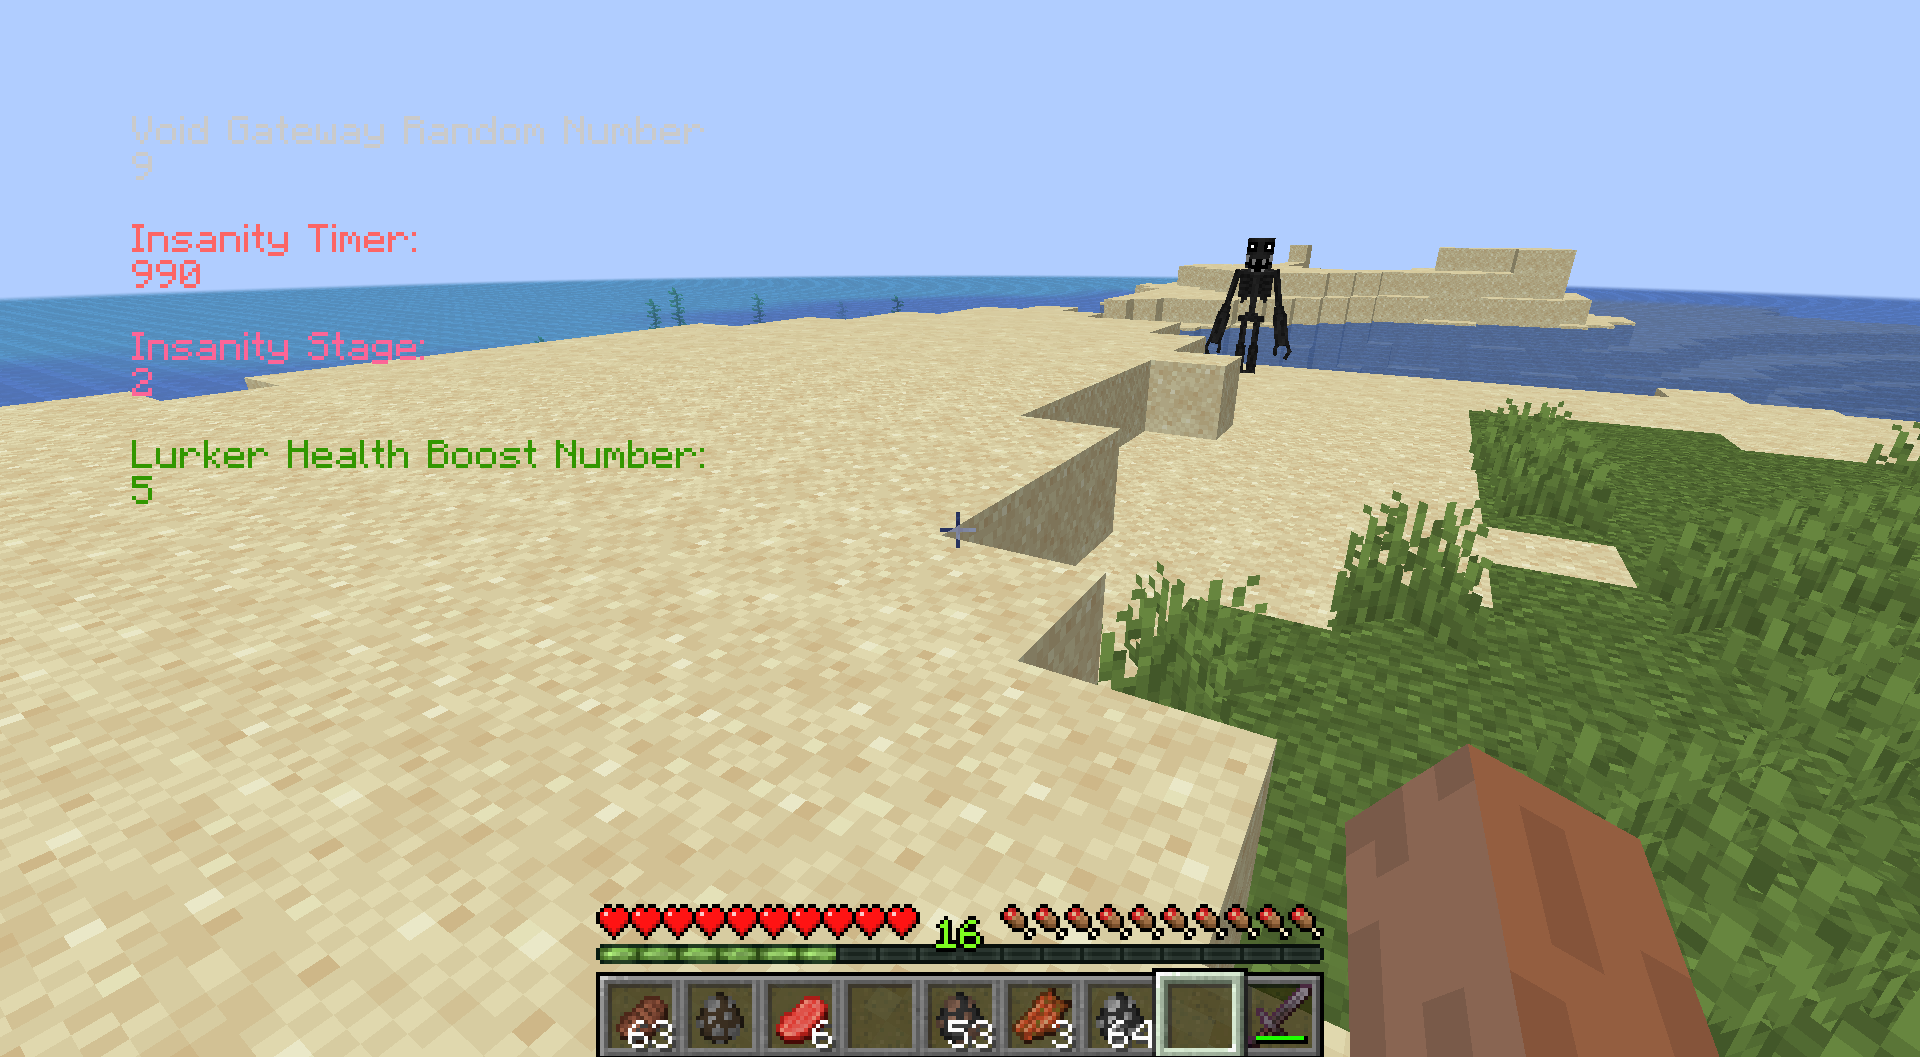 Void Gateway Random Number
9
Insanity Timer:
990
Insanity Stage:
2
Lurker Health Boost Number:
5
16
63 6 53 3 64